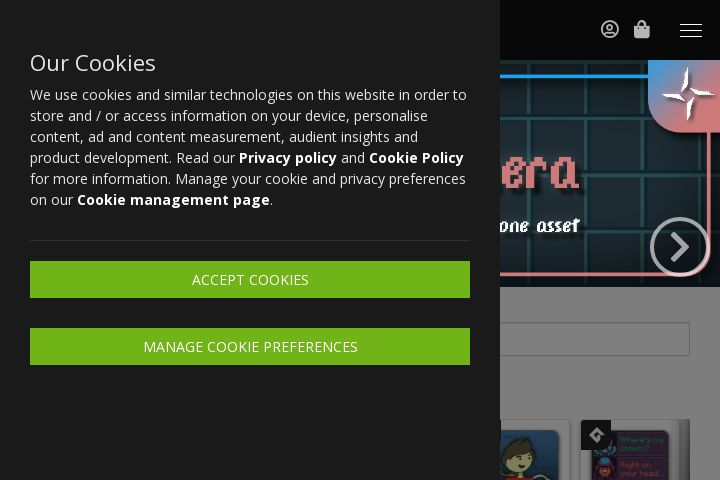 Our Cookies
We use cookies and similar technologies on this website in order to
store and / or access information on your device, personalise
content, ad and content measurement, audient insights and
product development. Read our Privacy policy and Cookie Policy
for more information. Manage your cookie and privacy preferences
on our Cookie management page.
ACCEPT COOKIES
MANAGE COOKIE PREFERENCES
era
one asset
Where's my
crown!?
Right on
your head...